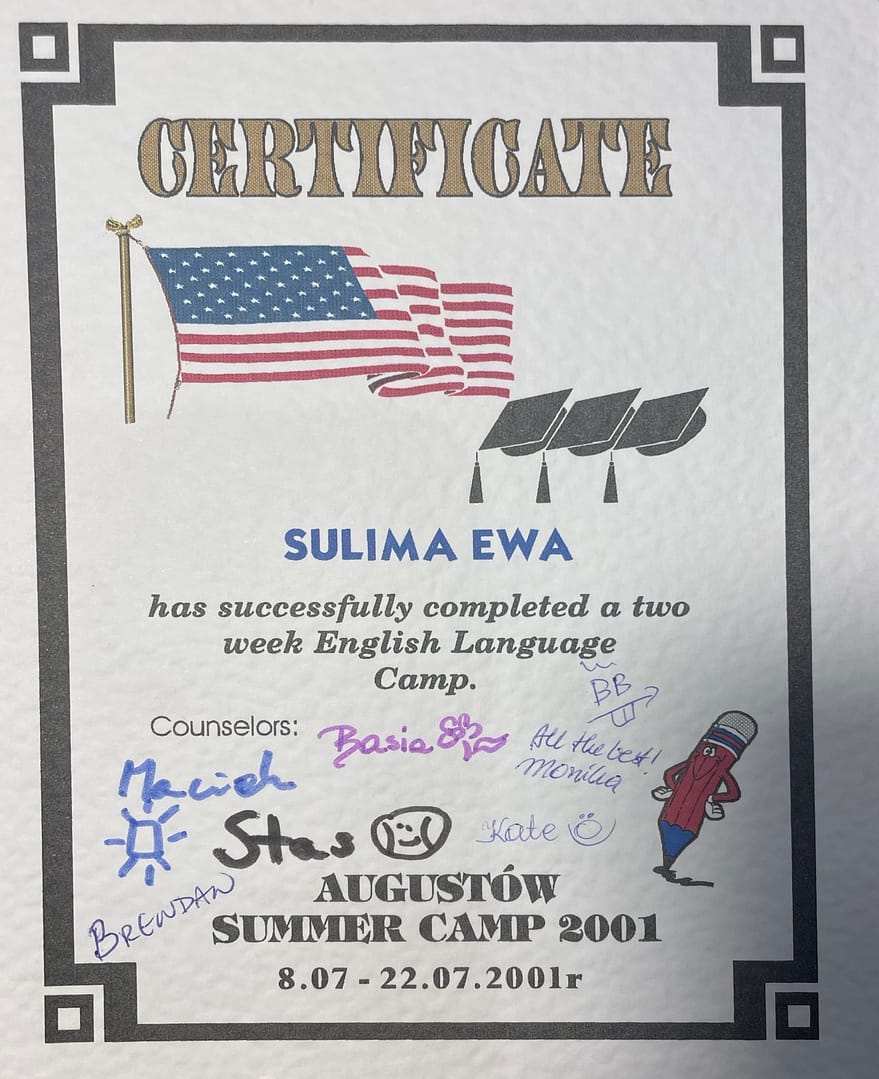 CERTIFICATE
SULIMA EWA
has successfully completed a two
week English Language
Camp.
BB
Counselors:
Basia
All the best!
Monika
Maciek
Stas
Kate
BRENDAN
AUGUSTÓW
SUMMER CAMP 2001
8.07 - 22.07.2001r